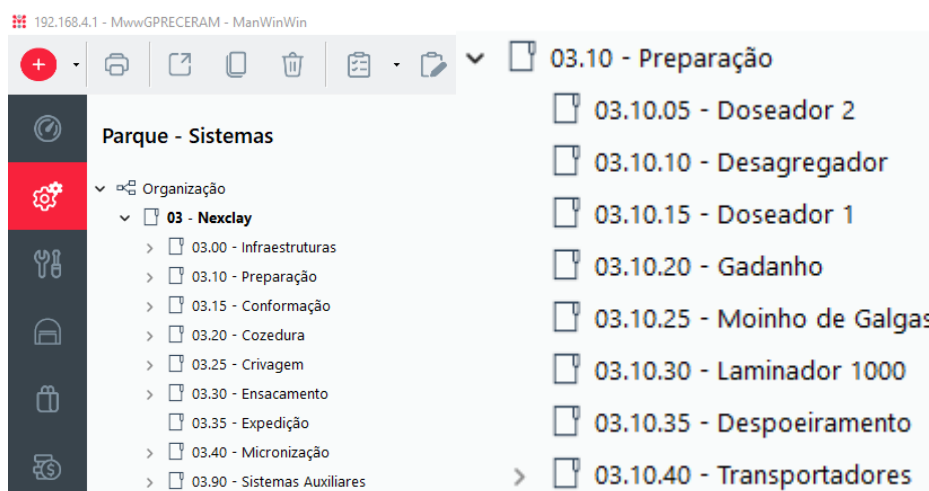 192.168.4.1 - MwwGPRECERAM - ManWinWin
Parque - Sistemas
Organização
03 - Nexclay
03.00 - Infraestruturas
03.10 - Preparação
03.15 - Conformação
03.20 - Cozedura
03.25 - Crivagem
03.30 - Ensacamento
03.35 - Expedição
03.40 - Micronização
03.90 - Sistemas Auxiliares
03.10 - Preparação
03.10.05 - Doseador 2
03.10.10 - Desagregador
03.10.15 - Doseador 1
03.10.20 - Gadanho
03.10.25 - Moinho de Galgas
03.10.30 - Laminador 1000
03.10.35 - Despoeiramento
03.10.40 - Transportadores